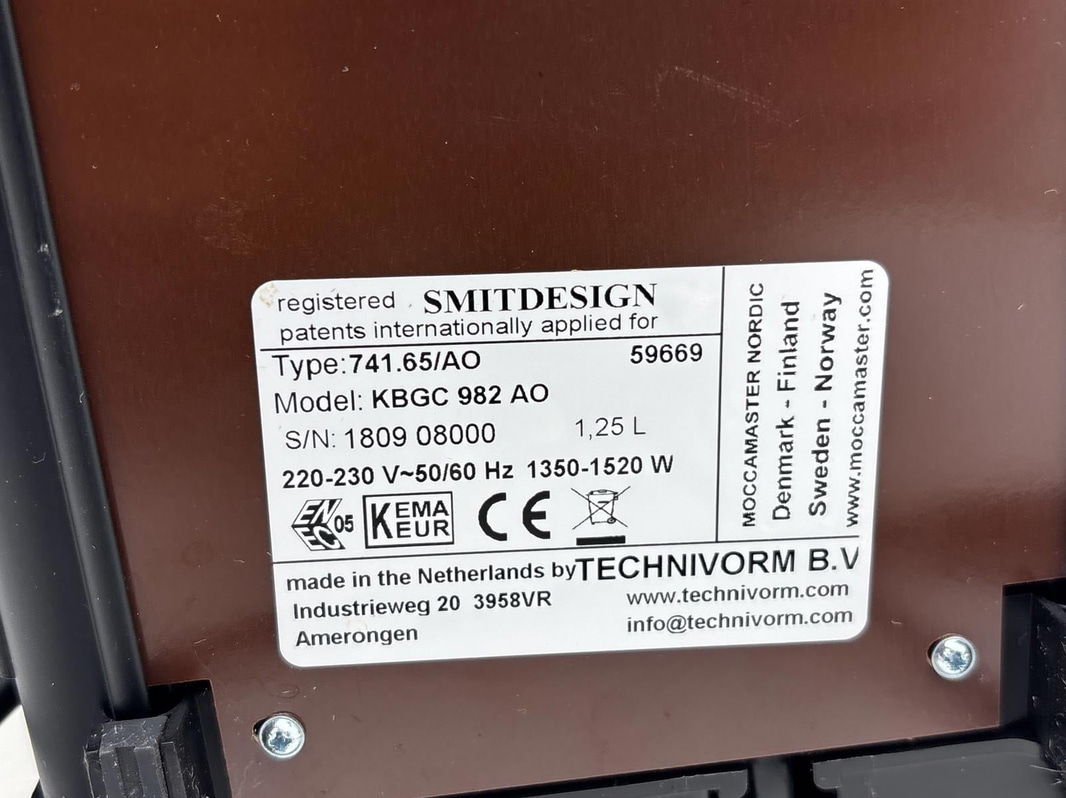 registered SMITDESIGN
patents internationally applied for
Type:741.65/AO 59669
Model: KBGC 982 AO
S/N: 1809 08000 1,25 L
220-230 V~50/60 Hz 1350-1520 W
ENEC 05 KEMA KEUR CE
MOCCAMASTER NORDIC
Denmark - Finland
Sweden - Norway
www.moccamaster.com
made in the Netherlands by TECHNIVORM B.V
Industrieweg 20 3958VR www.technivorm.com
Amerongen info@technivorm.com